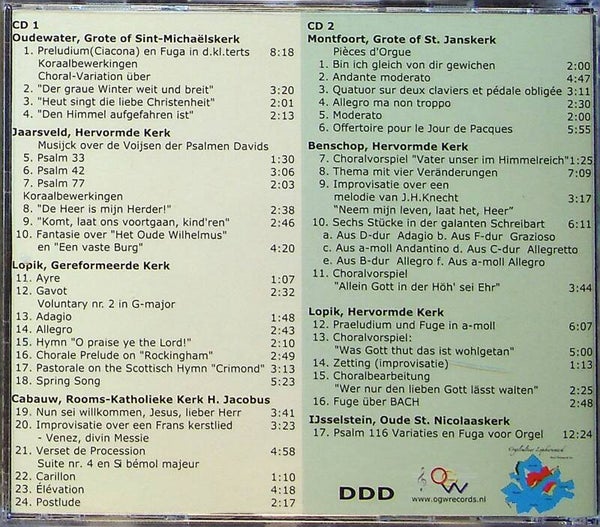 CD 1
Oudewater, Grote of Sint-Michaëlskerk
1. Preludium(Ciacona) en Fuga in d.kl.terts 8:18
Koraalbewerkingen
Choral-Variation über
2. "Der graue Winter weit und breit" 3:20
3. "Heut singt die liebe Christenheit" 2:01
4. "Den Himmel aufgefahren ist" 2:13
Jaarsveld, Hervormde Kerk
Musijck over de Voijsen der Psalmen Davids
5. Psalm 33 1:30
6. Psalm 42 3:06
7. Psalm 77 2:03
Koraalbewerkingen
8. "De Heer is mijn Herder!" 2:38
9. "Komt, laat ons voortgaan, kind'ren" 2:46
10. Fantasie over "Het Oude Wilhelmus"
en "Een vaste Burg" 4:20
Lopik, Gereformeerde Kerk
11. Ayre 1:07
12. Gavot 2:32
Voluntary nr. 2 in G-major
13. Adagio 1:48
14. Allegro 2:43
15. Hymn "O praise ye the Lord!" 2:10
16. Chorale Prelude on "Rockingham" 2:49
17. Pastorale on the Scottisch Hymn "Crimond" 3:13
18. Spring Song 5:23
Cabauw, Rooms-Katholieke Kerk H. Jacobus
19. Nun sei willkommen, Jesus, lieber Herr 3:41
20. Improvisatie over een Frans kerstlied 3:23
- Venez, divin Messie
21. Verset de Procession 4:58
Suite nr. 4 en Si bémol majeur
22. Carillon 1:10
23. Élévation 4:18
24. Postlude 2:17
CD 2
Montfoort, Grote of St. Janskerk
Pièces d'Orgue
1. Bin ich gleich von dir gewichen 2:00
2. Andante moderato 4:47
3. Quatuor sur deux claviers et pédale obligée 3:11
4. Allegro ma non troppo 2:30
5. Moderato 2:00
6. Offertoire pour le Jour de Pacques 5:55
Benschop, Hervormde Kerk
7. Choralvorspiel "Vater unser im Himmelreich" 1:25
8. Thema mit vier Veränderungen 7:09
9. Improvisatie over een
melodie van J.H.Knecht 3:17
"Neem mijn leven, laat het, Heer"
10. Sechs Stücke in der galanten Schreibart 6:11
a. Aus D-dur Adagio b. Aus F-dur Grazioso
c. Aus a-moll Andantino d. Aus C-dur Allegretto
e. Aus B-dur Allegro f. Aus a-moll Allegro
11. Choralvorspiel
"Allein Gott in der Höh' sei Ehr" 3:44
Lopik, Hervormde Kerk
12. Praeludium und Fuge in a-moll 6:07
13. Choralvorspiel:
"Was Gott thut das ist wohlgetan" 5:00
14. Zetting (improvisatie) 1:13
15. Choralbearbeitung
"Wer nur den lieben Gott lässt walten" 2:25
16. Fuge über BACH 2:48
IJsselstein, Oude St. Nicolaaskerk
17. Psalm 116 Variaties en Fuga voor Orgel 12:24
DDD
OGW
www.ogwrecords.nl